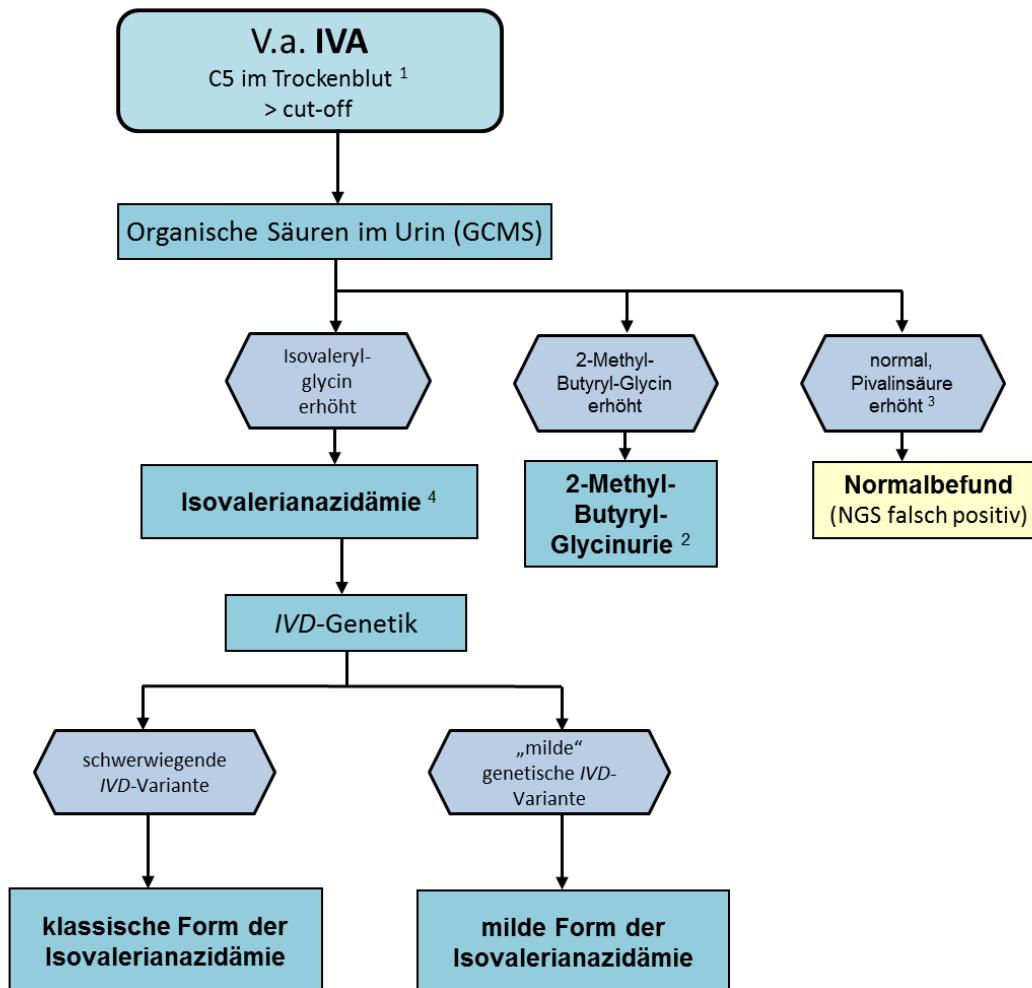 V.a. IVA
C5 im Trockenblut ¹
> cut-off
Organische Säuren im Urin (GCMS)
Isovaleryl-
glycin
erhöht
2-Methyl-
Butyryl-Glycin
erhöht
normal,
Pivalinsäure
erhöht ³
Isovalerianazidämie ⁴
2-Methyl-
Butyryl-
Glycinurie ²
Normalbefund
(NGS falsch positiv)
IVD-Genetik
schwerwiegende
IVD-Variante
„milde“
genetische IVD-
Variante
klassische Form der
Isovalerianazidämie
milde Form der
Isovalerianazidämie